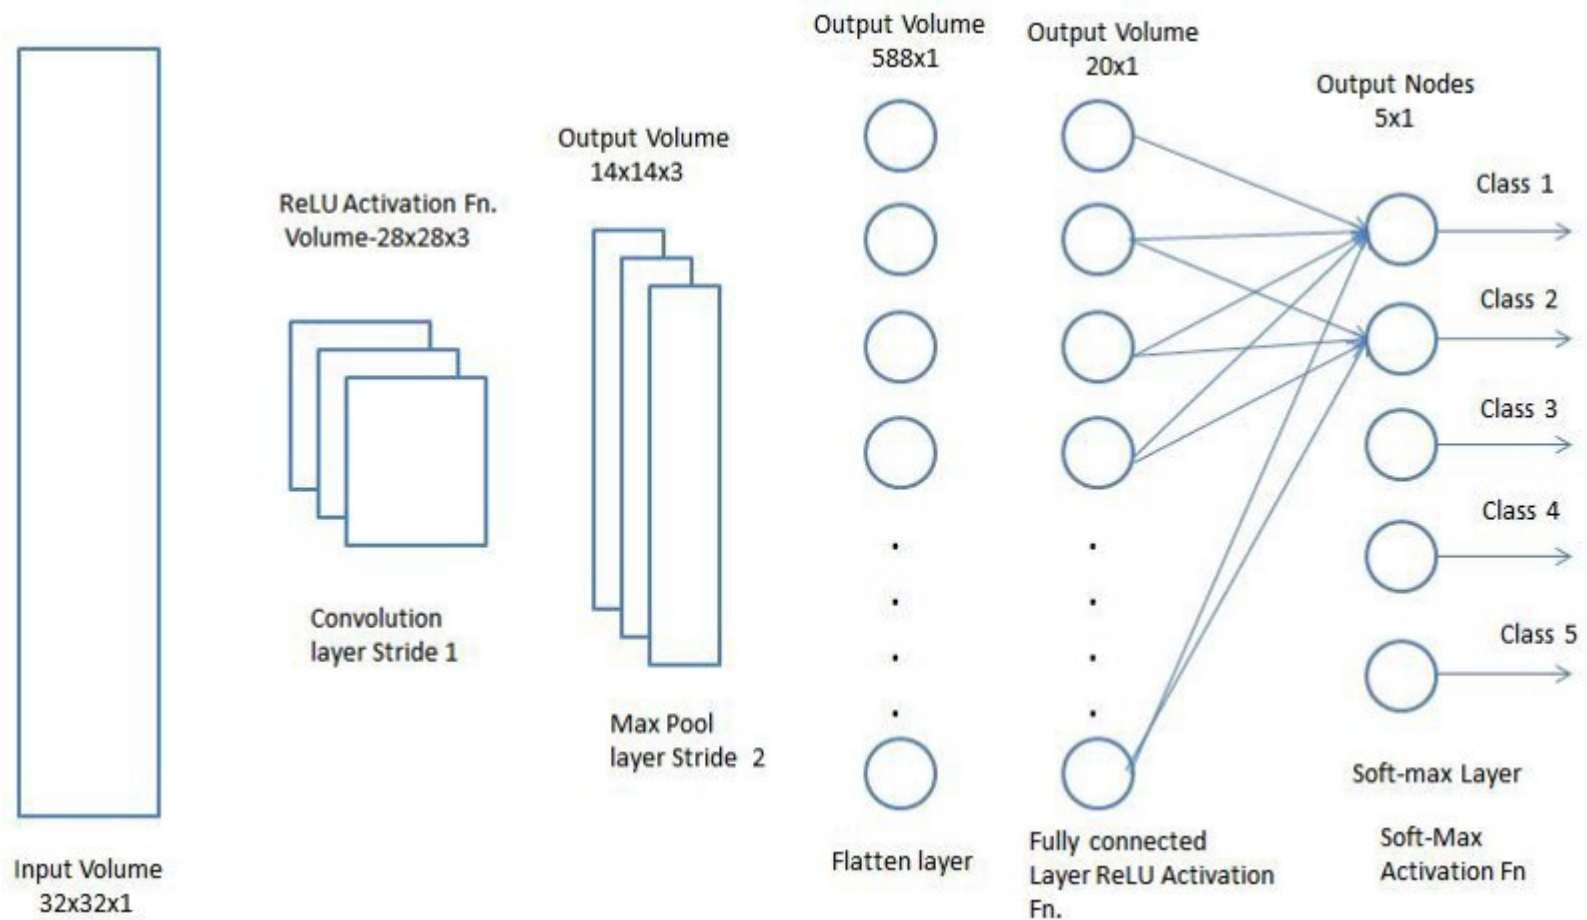 Input Volume
32x32x1
ReLU Activation Fn.
Volume-28x28x3
Convolution
layer Stride 1
Output Volume
14x14x3
Max Pool
layer Stride 2
Output Volume
588x1
Flatten layer
Output Volume
20x1
Fully connected
Layer ReLU Activation
Fn.
Output Nodes
5x1
Class 1
Class 2
Class 3
Class 4
Class 5
Soft-max Layer
Soft-Max
Activation Fn